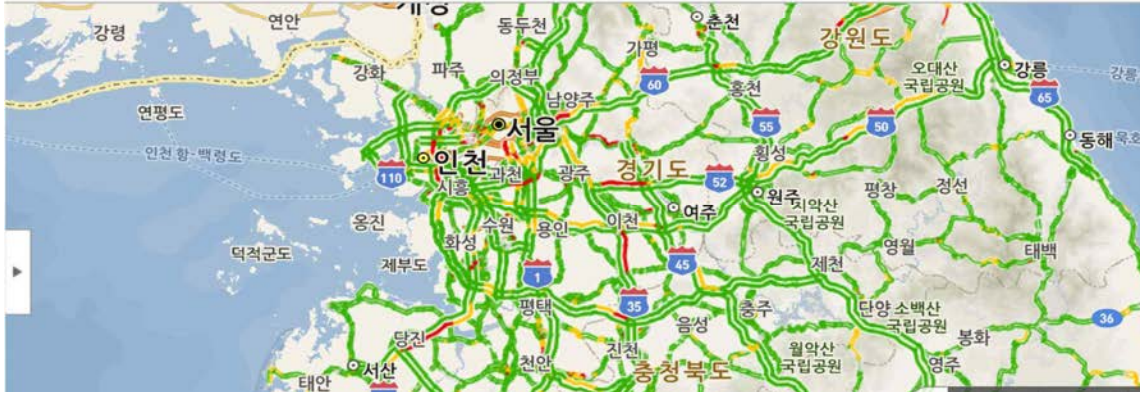 개성
동두천
춘천
강령
연안
가평
강원도
오대산
국립공원
강릉
강화
파주
의정부
60
남양주
홍천
65
연평도
서울
55
50
동해
인천항-백령도
인천
과천
광주
경기도
52
횡성
110
시흥
여주
원주
치악산
국립공원
평창
정선
옹진
수원
용인
이천
화성
덕적군도
제부도
45
영월
태백
1
제천
35
평택
음성
충주
단양
소백산
국립공원
36
당진
진천
봉화
천안
월악산
국립공원
서산
충청북도
영주
태안